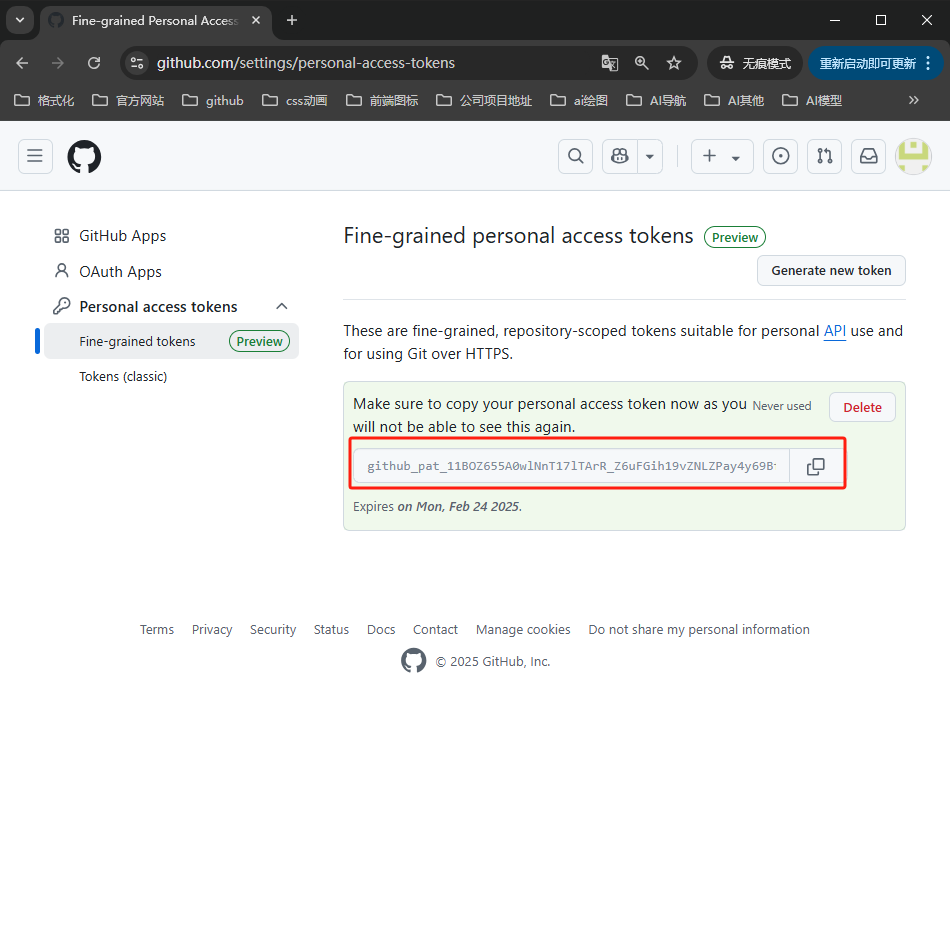 Fine-grained Personal Access
github.com/settings/personal-access-tokens
无痕模式
重新启动即可更新
格式化
官方网站
github
css动画
前端图标
公司项目地址
ai绘图
AI导航
AI其他
AI模型
GitHub Apps
OAuth Apps
Personal access tokens
Fine-grained tokens Preview
Tokens (classic)
Fine-grained personal access tokens Preview
Generate new token
These are fine-grained, repository-scoped tokens suitable for personal API use and
for using Git over HTTPS.
Make sure to copy your personal access token now as you Never used
will not be able to see this again.
Delete
github_pat_11BOZ655A0wlNnT17lTArR_Z6uFGih19vZNLZPay4y69B
Expires on Mon, Feb 24 2025.
Terms Privacy Security Status Docs Contact Manage cookies Do not share my personal information
© 2025 GitHub, Inc.